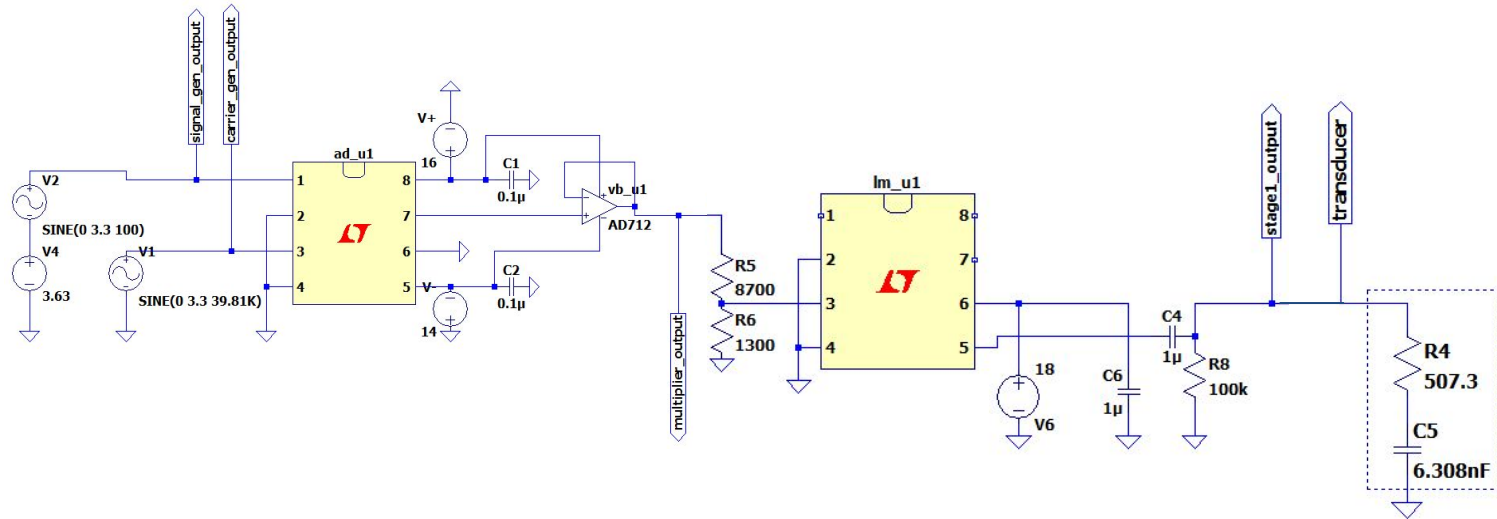 signal_gen_output
carrier_gen_output
V2
SINE(0 3.3 100)
V4
3.63
V1
SINE(0 3.3 39.81K)
ad_u1
1
2
3
4
8
7
6
5
V+
16
C1
0.1µ
vb_u1
AD712
V-
14
C2
0.1µ
multiplier_output
R5
8700
R6
1300
lm_u1
1
2
3
4
8
7
6
5
18
V6
C6
1µ
C4
1µ
R8
100k
stage1_output
transducer
R4
507.3
C5
6.308nF